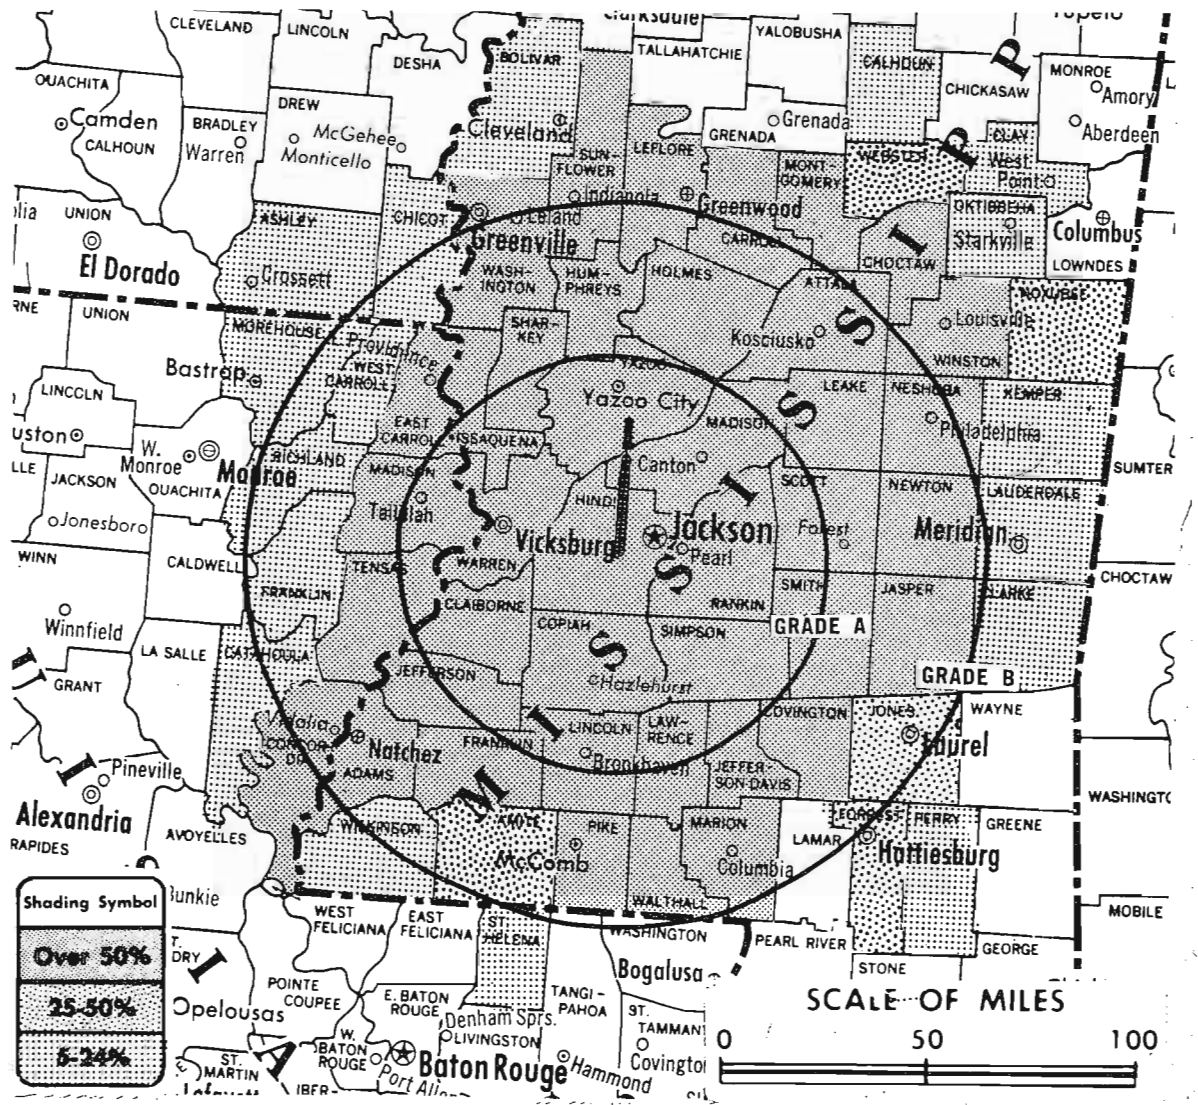 Clarksdale
Tupelo
CLEVELAND
LINCOLN
DESHA
BOLIVAR
TALLAHATCHIE
YALOBUSHA
CALHOUN
P
MONROE
CHICKASAW
Amory
OUACHITA
Camden
CALHOUN
DREW
BRADLEY
Warren
McGehee
Monticello
Cleveland
SUN-
FLOWER
LEFLORE
GRENADA
Grenada
Aberdeen
CLAY
P
WEBSTER
West
Point
MONT-
GOMERY
UNION
ASHLEY
CHICOT
Indianola
Greenwood
OKTIBBEHA
Starkville
Columbus
Leland
Greenville
CARROLL
I
CHOCTAW
LOWNDES
El Dorado
Crossett
WASH-
INGTON
HUM-
PHREYS
HOLMES
ATTALA
NOXUBEE
UNION
MOREHOUSE
SHAR-
KEY
Kosciusko
S
Louisville
Providence
WEST
CARROLL
Bastrop
YAZOO
Yazoo City
WINSTON
LINCOLN
LEAKE
NESHOBA
KEMPER
S
MADISON
EAST
CARROLL
ISSAQUENA
Philadelphia
W.
Monroe
Monroe
RICHLAND
MADISON
Canton
SUMTER
JACKSON
OUACHITA
Tallulah
HINDS
I
SCOTT
NEWTON
LAUDERDALE
Jonesboro
Vicksburg
Jackson
Pearl
Forest
Meridian
WINN
CALDWELL
TENSAS
WARREN
S
SMITH
JASPER
CLARKE
CHOCTAW
FRANKLIN
CLAIBORNE
RANKIN
Winnfield
COPIAH
SIMPSON
GRADE A
LA SALLE
CATAHOULA
JEFFERSON
S
Hazlehurst
GRADE B
GRANT
I
Vidalia
CONCOR-
DIA
Natchez
ADAMS
FRANKLIN
I
LINCOLN
LAW-
RENCE
COVINGTON
JONES
WAYNE
Laurel
I
Pineville
Brookhaven
JEFFER-
SON DAVIS
Alexandria
RAPIDES
AVOYELLES
WILKINSON
M
AMITE
PIKE
MARION
FORREST
PERRY
GREENE
WASHINGTON
McComb
Columbia
LAMAR
Hattiesburg
Bunkie
WALTHALL
MOBILE
Shading Symbol
Over 50%
25-50%
5-24%
WEST
FELICIANA
EAST
FELICIANA
ST.
HELENA
WASHINGTON
PEARL RIVER
GEORGE
STONE
I
POINTE
COUPEE
Bogalusa
Opelousas
E. BATON
ROUGE
TANGI-
PAHOA
ST.
TAMMAN
Denham Sprs.
LIVINGSTON
A
W.
BATON
ROUGE
ST.
MARTIN
IBER-
Baton Rouge
Port Allen
Hammond
Lafayett
SCALE OF MILES
0 50 100